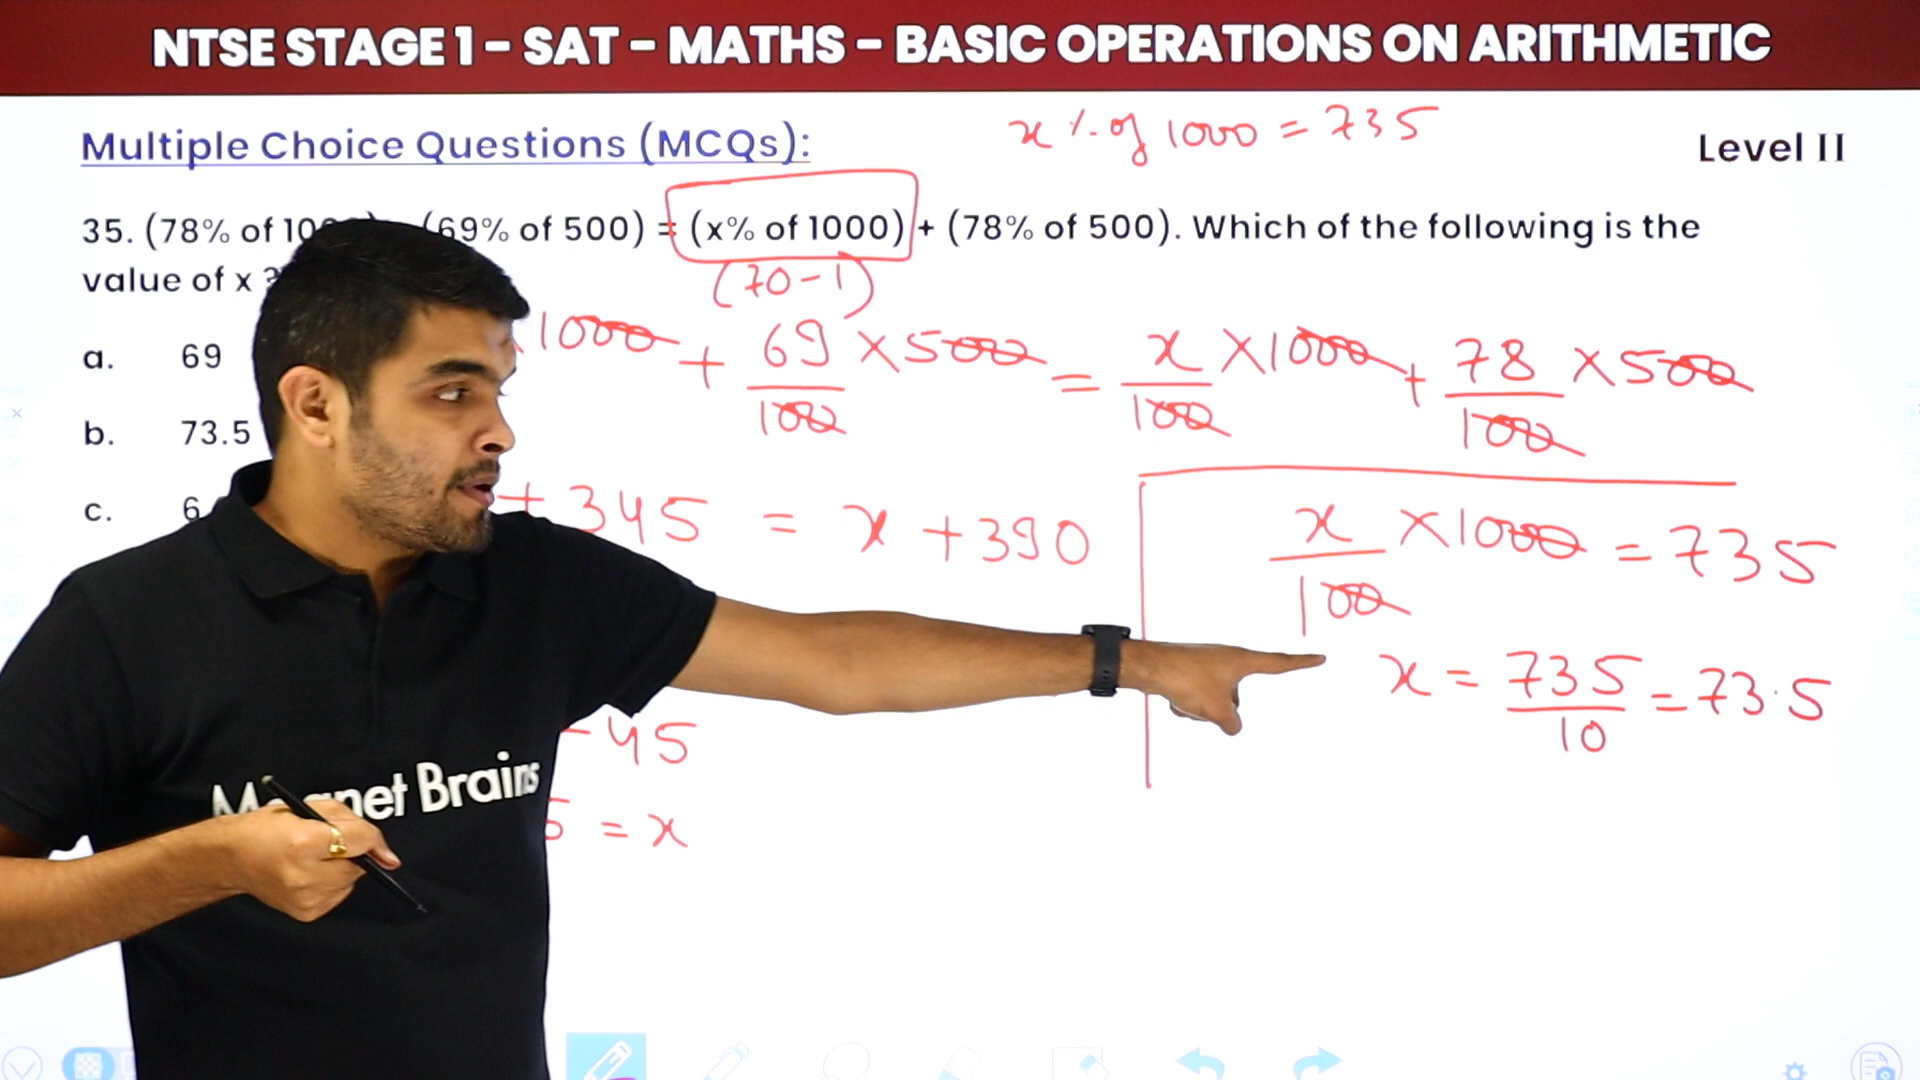 NTSE STAGE 1 – SAT – MATHS – BASIC OPERATIONS ON ARITHMETIC
x % of 1000 = 735
Multiple Choice Questions (MCQs):
Level II
35. (78% of 10 (69% of 500) = (x% of 1000) + (78% of 500). Which of the following is the
value of x ?
(70-1)
a. 69
× 1000 + 69/100 × 500 = x/100 × 1000 + 78/100 × 500
b. 73.5
c. 6
+ 345 = x + 390
x/100 × 1000 = 735
x = 735/10 = 73.5
- 45
5 = x
Magnet Brains